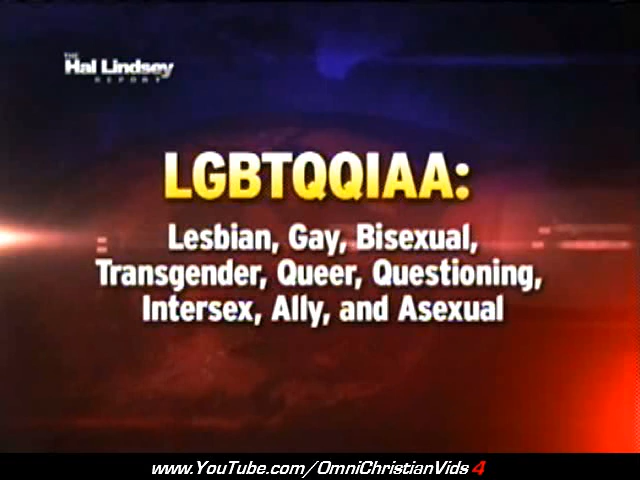 THE
Hal Lindsey
REPORT
LGBTQQIAA:
Lesbian, Gay, Bisexual,
Transgender, Queer, Questioning,
Intersex, Ally, and Asexual
www.YouTube.com/OmniChristianVids4